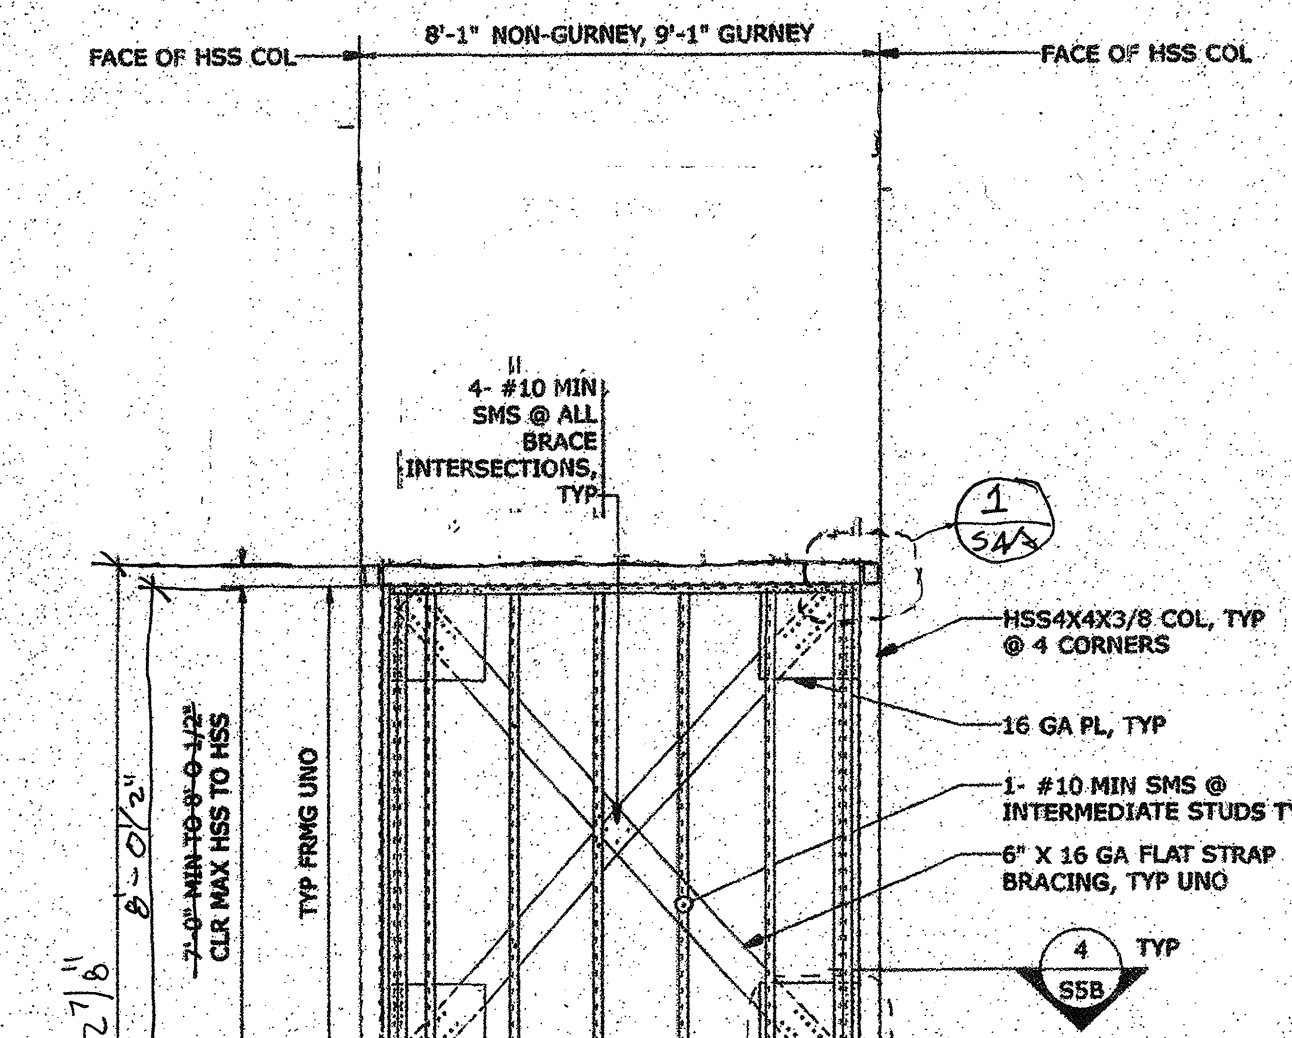 8'-1" NON-GURNEY, 9'-1" GURNEY
FACE OF HSS COL
FACE OF HSS COL
4- #10 MIN
SMS @ ALL
BRACE
INTERSECTIONS,
TYP
1
HSS4X4X3/8 COL, TYP
@ 4 CORNERS
16 GA PL, TYP
1- #10 MIN SMS @
INTERMEDIATE STUDS
6" X 16 GA FLAT STRAP
BRACING, TYP UNO
4
TYP
S5B
2 7/8"
8'-0 1/2"
7'-0" MIN TO 8'-0 1/2"
CLR MAX HSS TO HSS
TYP FRMG UNO